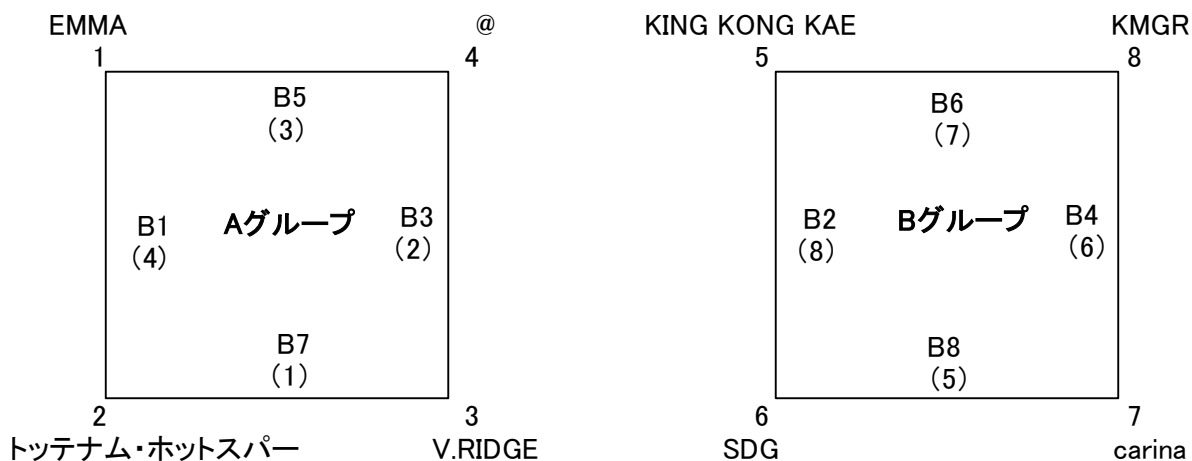 EMMA @ KING KONG KAE KMGR
1 4 5 8
B5 B6
(3) (7)
B1 Aグループ B3 B2 Bグループ B4
(4) (2) (8) (6)
B7 B8
(1) (5)
2 3 6 7
トッテナム・ホットスパー V.RIDGE SDG carina